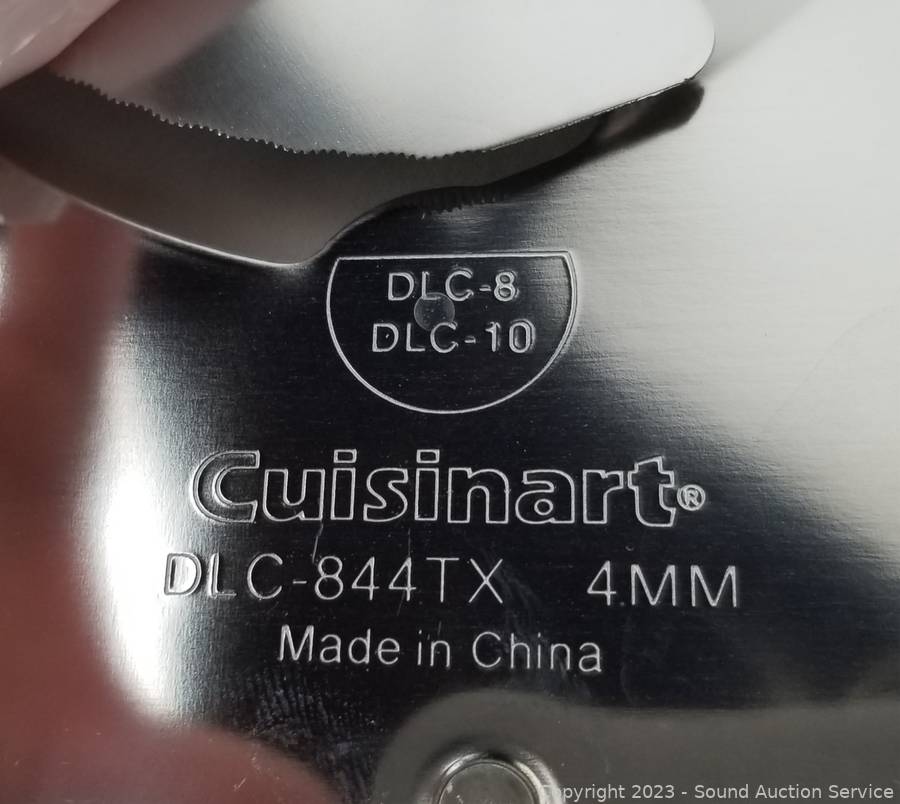 DLC-8
DLC-10
Cuisinart®
DLC-844TX 4MM
Made in China
Copyright 2023 - Sound Auction Service